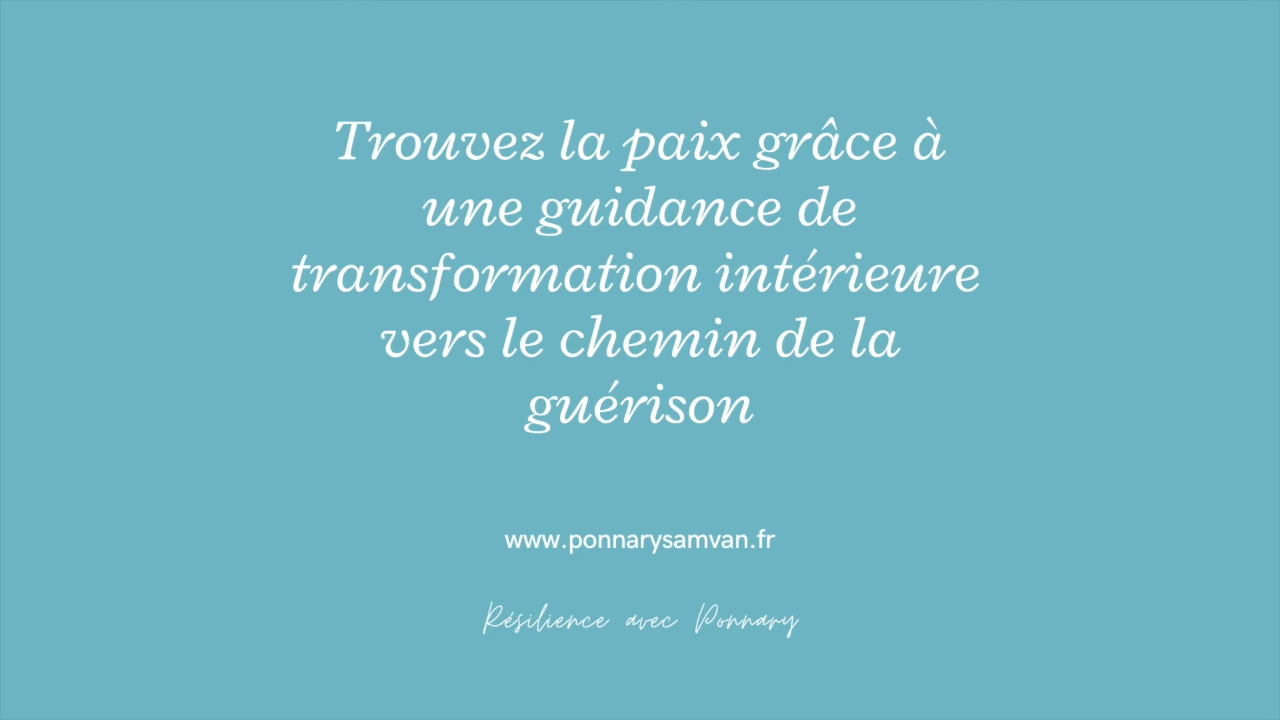 Trouvez la paix grâce à
une guidance de
transformation intérieure
vers le chemin de la
guérison
www.ponnarysamvan.fr
Résilience avec Ponnary